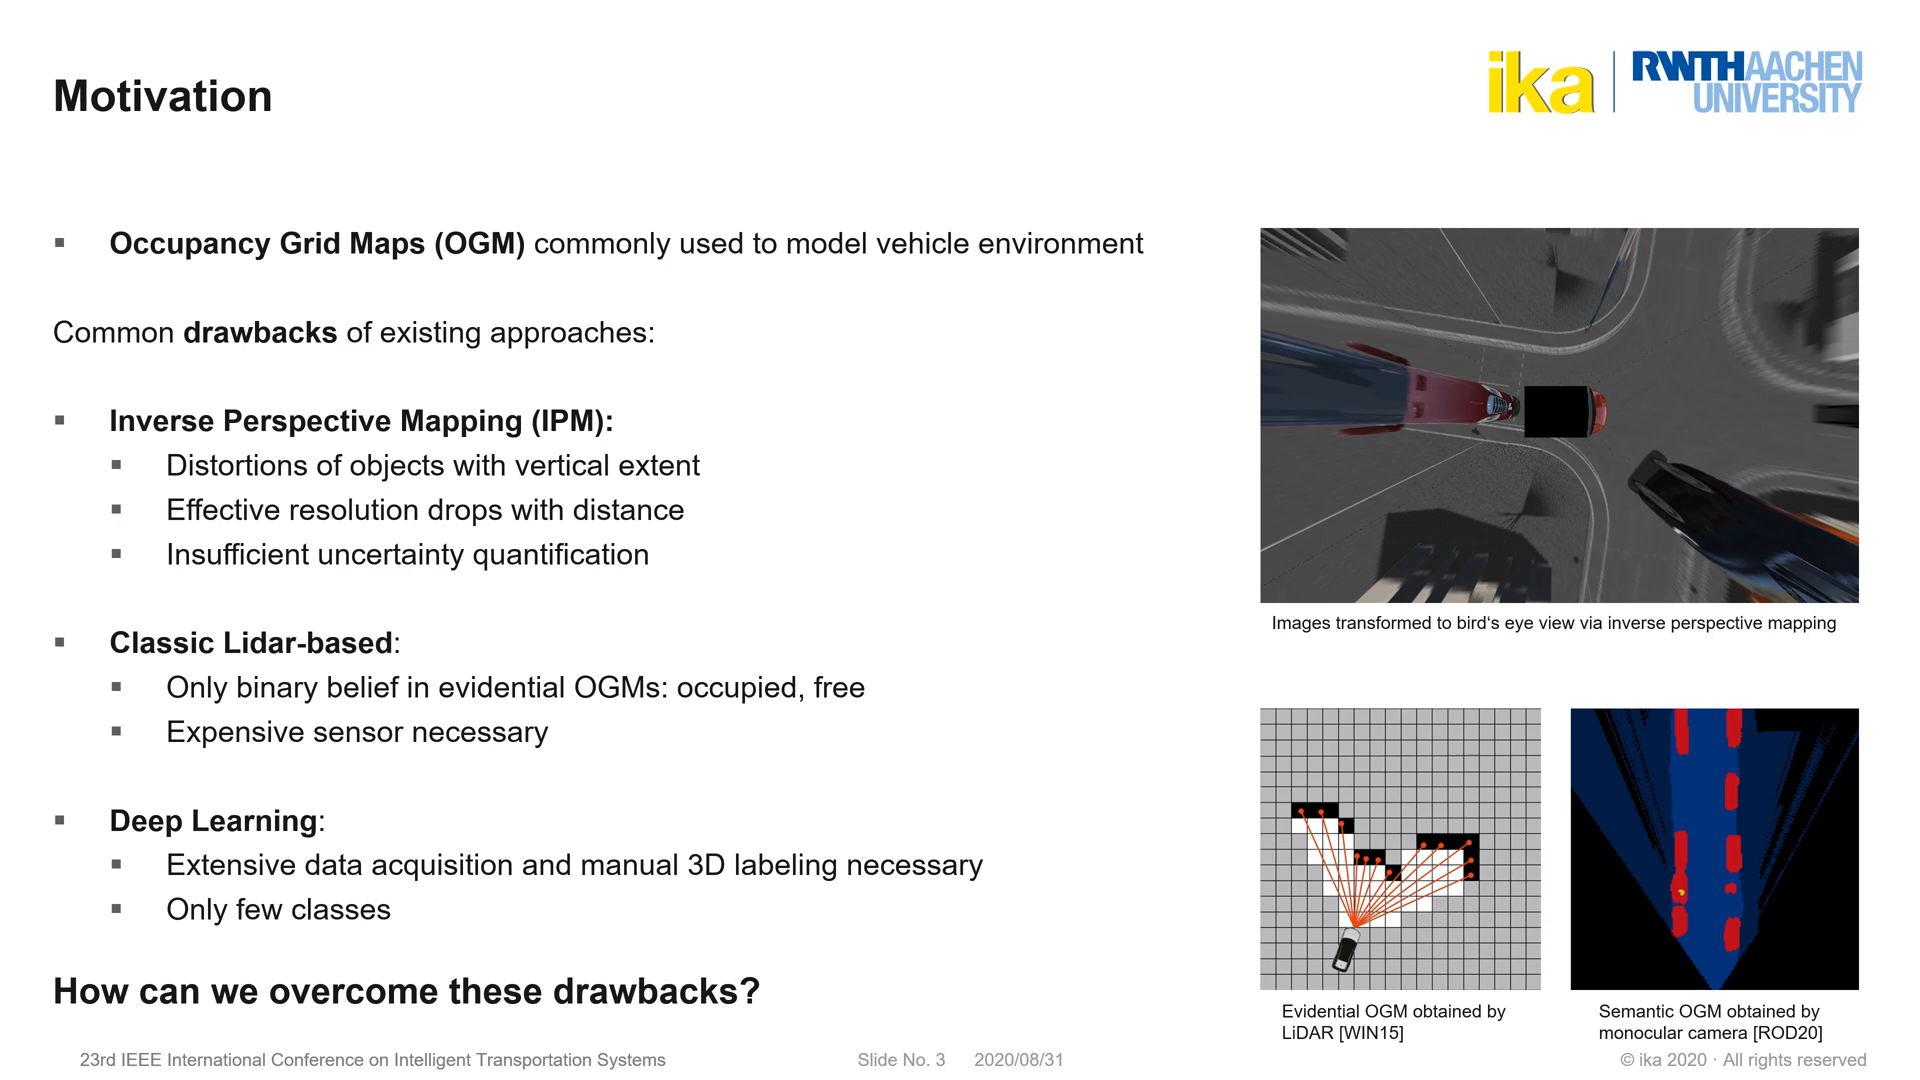 Motivation
ika
RWTHAACHEN
UNIVERSITY
▪ Occupancy Grid Maps (OGM) commonly used to model vehicle environment
Common drawbacks of existing approaches:
▪ Inverse Perspective Mapping (IPM):
▪ Distortions of objects with vertical extent
▪ Effective resolution drops with distance
▪ Insufficient uncertainty quantification
▪ Classic Lidar-based:
▪ Only binary belief in evidential OGMs: occupied, free
▪ Expensive sensor necessary
▪ Deep Learning:
▪ Extensive data acquisition and manual 3D labeling necessary
▪ Only few classes
How can we overcome these drawbacks?
Images transformed to bird‘s eye view via inverse perspective mapping
Evidential OGM obtained by
LiDAR [WIN15]
Semantic OGM obtained by
monocular camera [ROD20]
23rd IEEE International Conference on Intelligent Transportation Systems
Slide No. 3
2020/08/31
© ika 2020 · All rights reserved